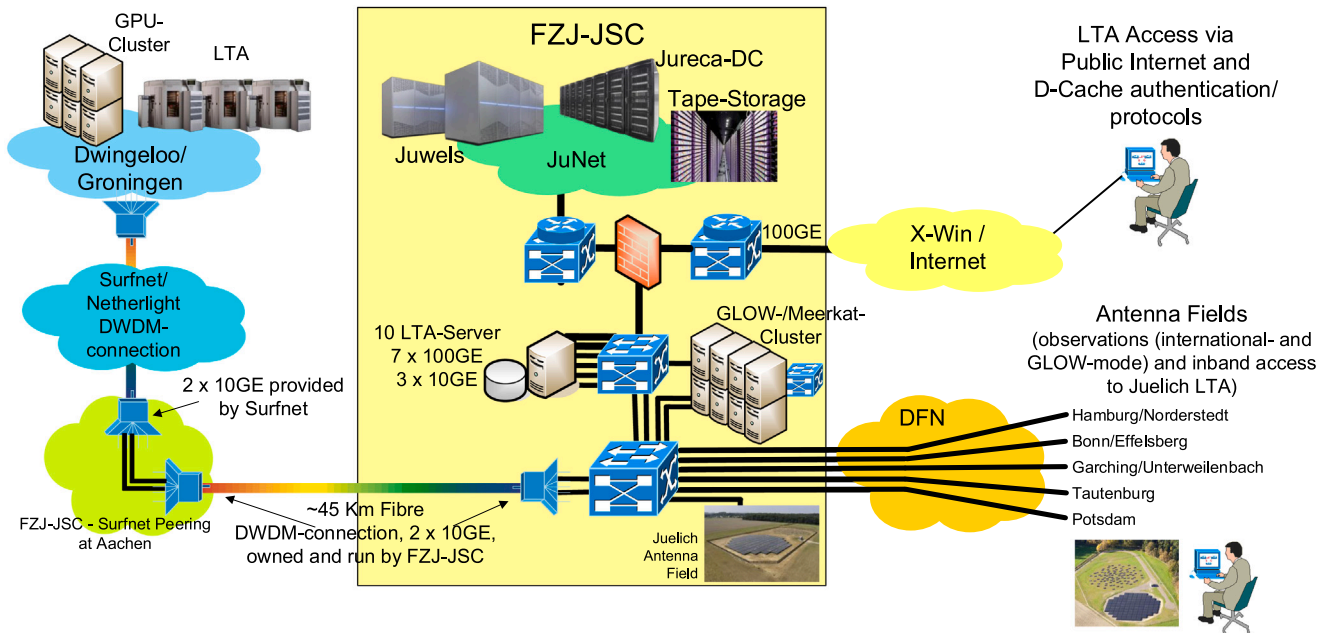 GPU-
Cluster
LTA
Dwingeloo/
Groningen
Surfnet/
Netherlight
DWDM-
connection
2 x 10GE provided
by Surfnet
FZJ-JSC - Surfnet Peering
at Aachen
~45 Km Fibre
DWDM-connection, 2 x 10GE,
owned and run by FZJ-JSC
FZJ-JSC
Jureca-DC
Tape-Storage
Juwels
JuNet
100GE
10 LTA-Server
7 x 100GE
3 x 10GE
GLOW-/Meerkat-
Cluster
Juelich
Antenna
Field
X-Win /
Internet
DFN
LTA Access via
Public Internet and
D-Cache authentication/
protocols
Antenna Fields
(observations (international- and
GLOW-mode) and inband access
to Juelich LTA)
Hamburg/Norderstedt
Bonn/Effelsberg
Garching/Unterweilenbach
Tautenburg
Potsdam